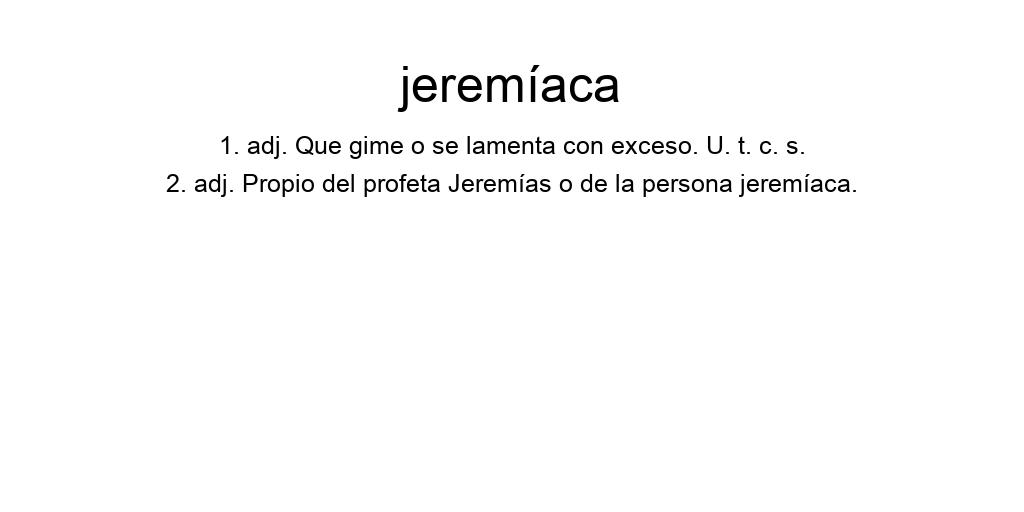 jeremíaca
1. adj. Que gime o se lamenta con exceso. U. t. c. s.
2. adj. Propio del profeta Jeremías o de la persona jeremíaca.